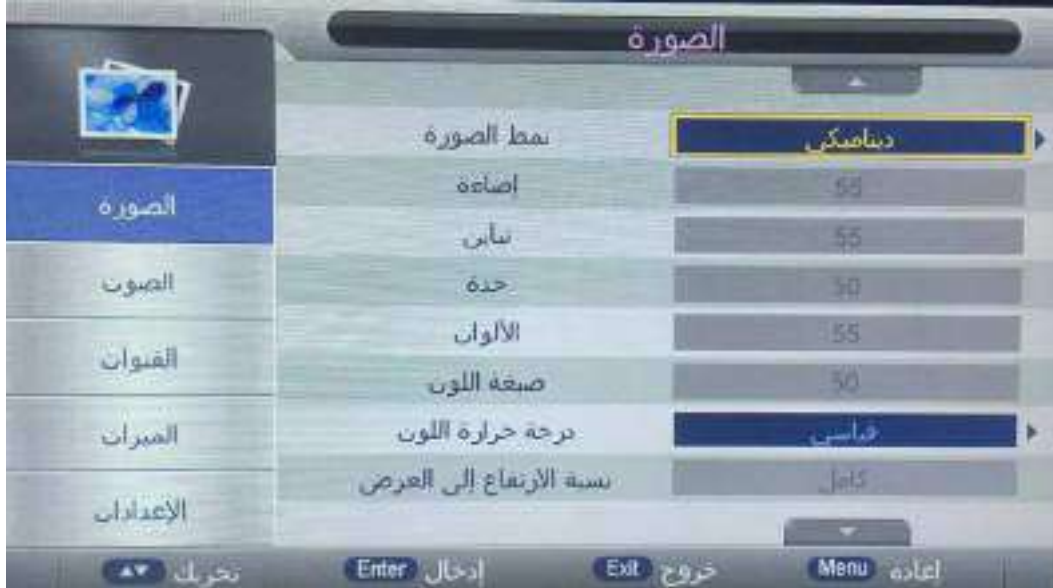 الصورة
نمط الصورة ديناميكي
إضاءة 55
تباين 55
حدة 50
الألوان 55
صبغة اللون 50
درجة حرارة اللون قياسي
نسبة الارتفاع إلى العرض كامل
الصورة
الصوت
القنوات
الميزات
الإعدادات
إعادة Menu
خروج Exit
إدخال Enter
تحريك